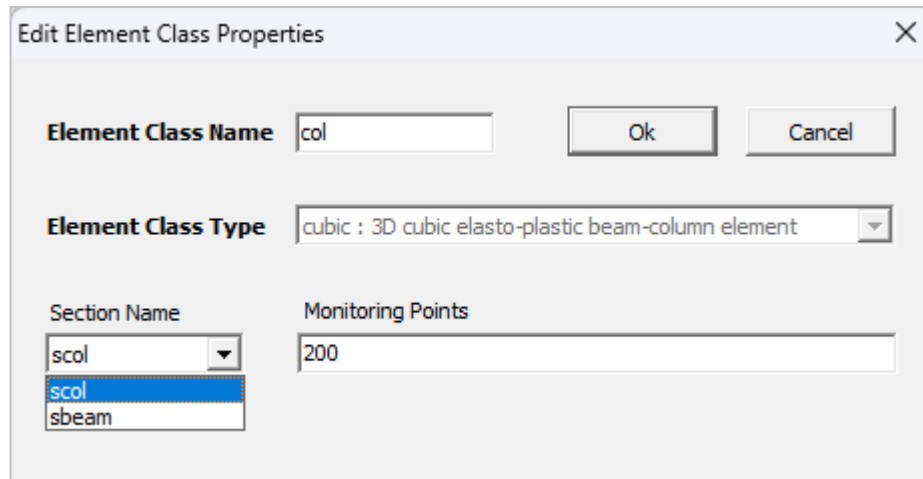 Edit Element Class Properties
Element Class Name col Ok Cancel
Element Class Type cubic : 3D cubic elasto-plastic beam-column element
Section Name Monitoring Points
scol 200
scol
sbeam